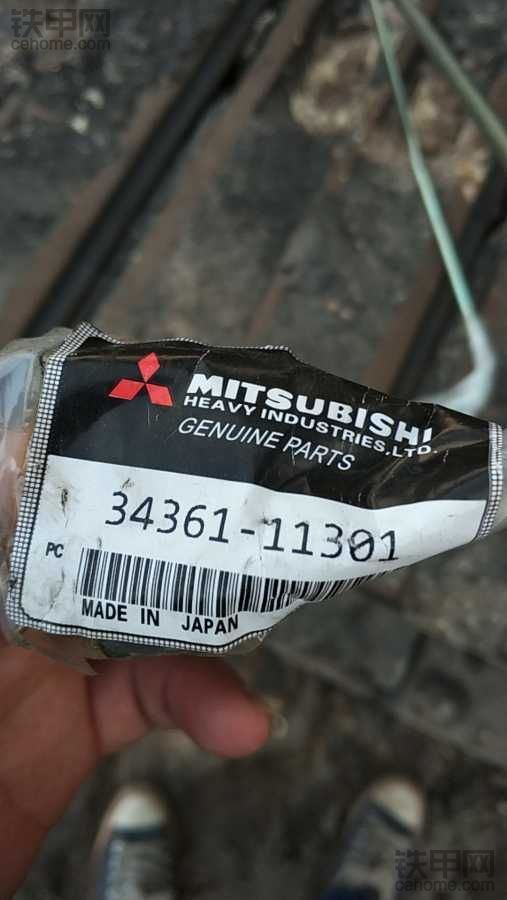 铁甲网
cehome.com
MITSUBISHI
HEAVY INDUSTRIES, LTD.
GENUINE PARTS
34361-11301
PC
MADE IN JAPAN
铁甲网
cehome.com